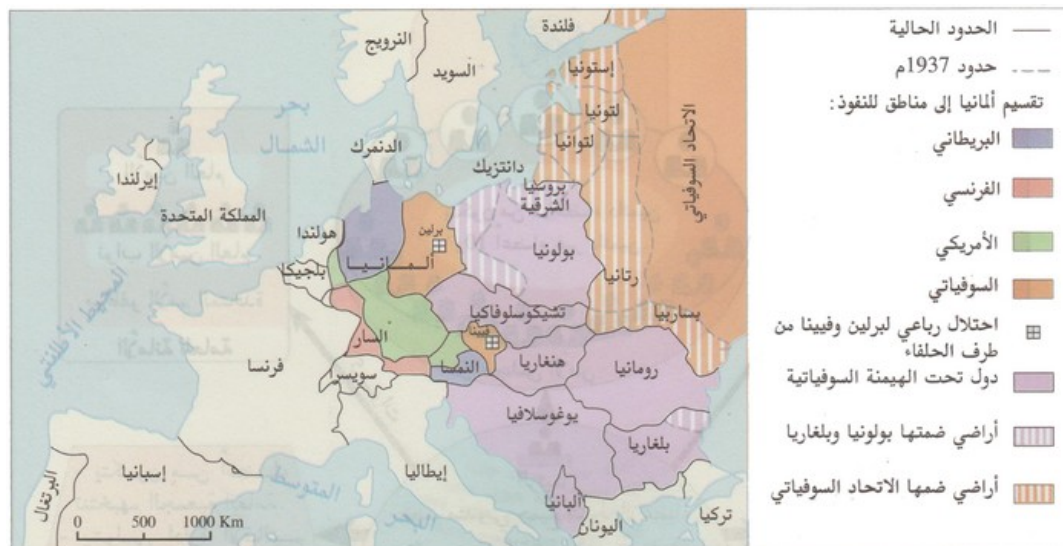 الحدود الحالية
حدود 1937م
تقسيم ألمانيا إلى مناطق للنفوذ:
البريطاني
الفرنسي
الأمريكي
السوفياتي
احتلال رباعي لبرلين وفيينا من
طرف الحلفاء
دول تحت الهيمنة السوفياتية
أراضي ضمتها بولونيا وبلغاريا
أراضي ضمها الاتحاد السوفياتي
فلندة
النرويج
السويد
إستونيا
بحر
الشمال
لتونيا
لتوانيا
الاتحاد السوفياتي
الدنمرك
دانتزيك
بروسيا
الشرقية
إيرلندا
المملكة المتحدة
هولندا
برلين
ألمـــانـــيـــا
بولونيا
رتانيا
بلجيكا
تشيكوسلوفاكيا
بساربيا
المحيط الأطلنتي
السار
فيينا
فرنسا
سويسرا
النمسا
هنغاريا
رومانيا
يوغوسلافيا
بلغاريا
إيطاليا
إسبانيا
البرتغال
المتوسط
البحر
ألبانيا
اليونان
تركيا
0 500 1000 Km